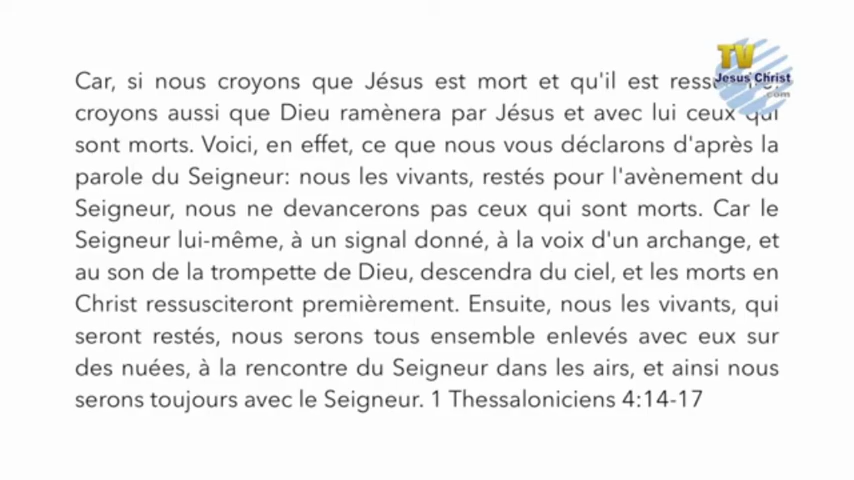 TV
Jesus Christ
.com
Car, si nous croyons que Jésus est mort et qu'il est
croyons aussi que Dieu ramènera par Jésus et avec lui ceux qui
sont morts. Voici, en effet, ce que nous vous déclarons d'après la
parole du Seigneur: nous les vivants, restés pour l'avènement du
Seigneur, nous ne devancerons pas ceux qui sont morts. Car le
Seigneur lui-même, à un signal donné, à la voix d'un archange, et
au son de la trompette de Dieu, descendra du ciel, et les morts en
Christ ressusciteront premièrement. Ensuite, nous les vivants, qui
seront restés, nous serons tous ensemble enlevés avec eux sur
des nuées, à la rencontre du Seigneur dans les airs, et ainsi nous
serons toujours avec le Seigneur. 1 Thessaloniciens 4:14-17